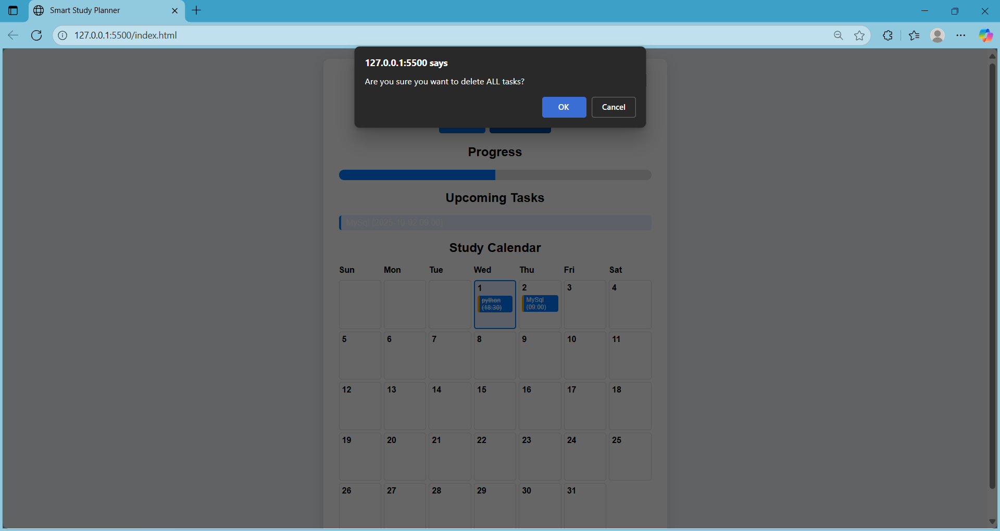 Smart Study Planner
127.0.0.1:5500/index.html
127.0.0.1:5500 says
Are you sure you want to delete ALL tasks?
OK Cancel
Progress
Upcoming Tasks
MySql (2025-10-02 09:00)
Study Calendar
Sun Mon Tue Wed Thu Fri Sat
1 2 3 4
python MySql
(18:30) (09:00)
5 6 7 8 9 10 11
12 13 14 15 16 17 18
19 20 21 22 23 24 25
26 27 28 29 30 31